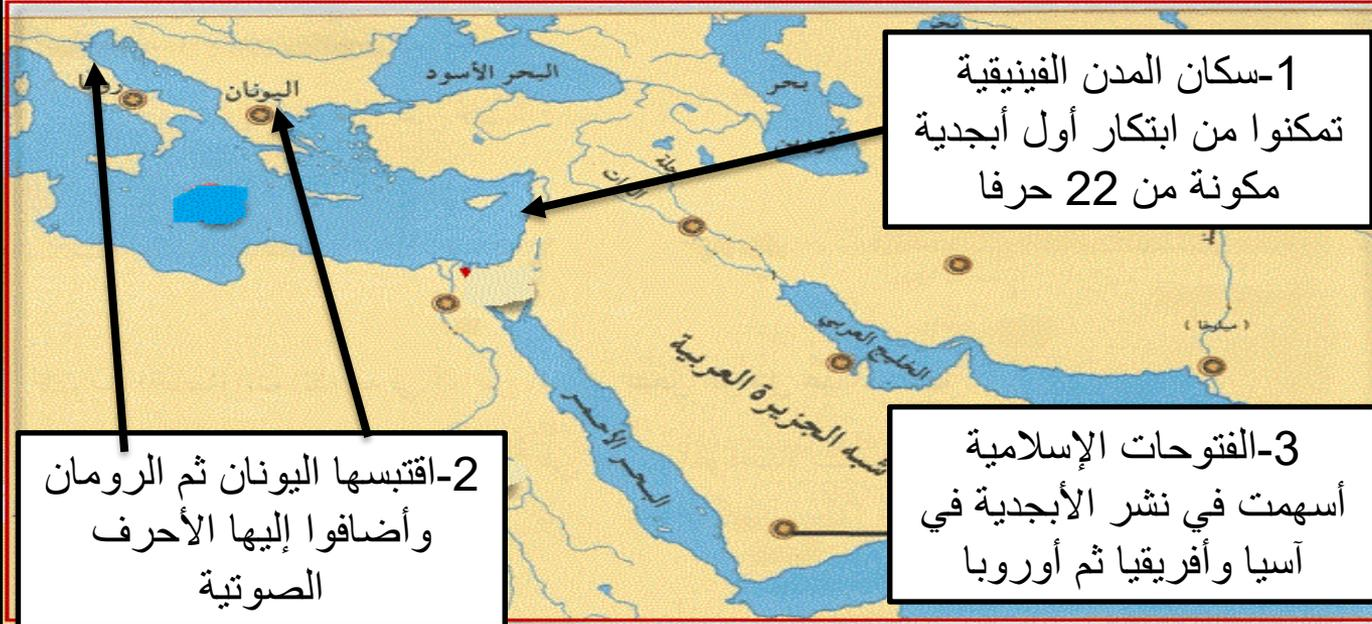 1-سكان المدن الفينيقية
تمكنوا من ابتكار أول أبجدية
مكونة من 22 حرفا
2-اقتبسها اليونان ثم الرومان
وأضافوا إليها الأحرف
الصوتية
3-الفتوحات الإسلامية
أسهمت في نشر الأبجدية في
آسيا وأفريقيا ثم أوروبا
البحر الأسود
اليونان
بحر
شبه الجزيرة العربية
الخليج العربي
البحر الأحمر